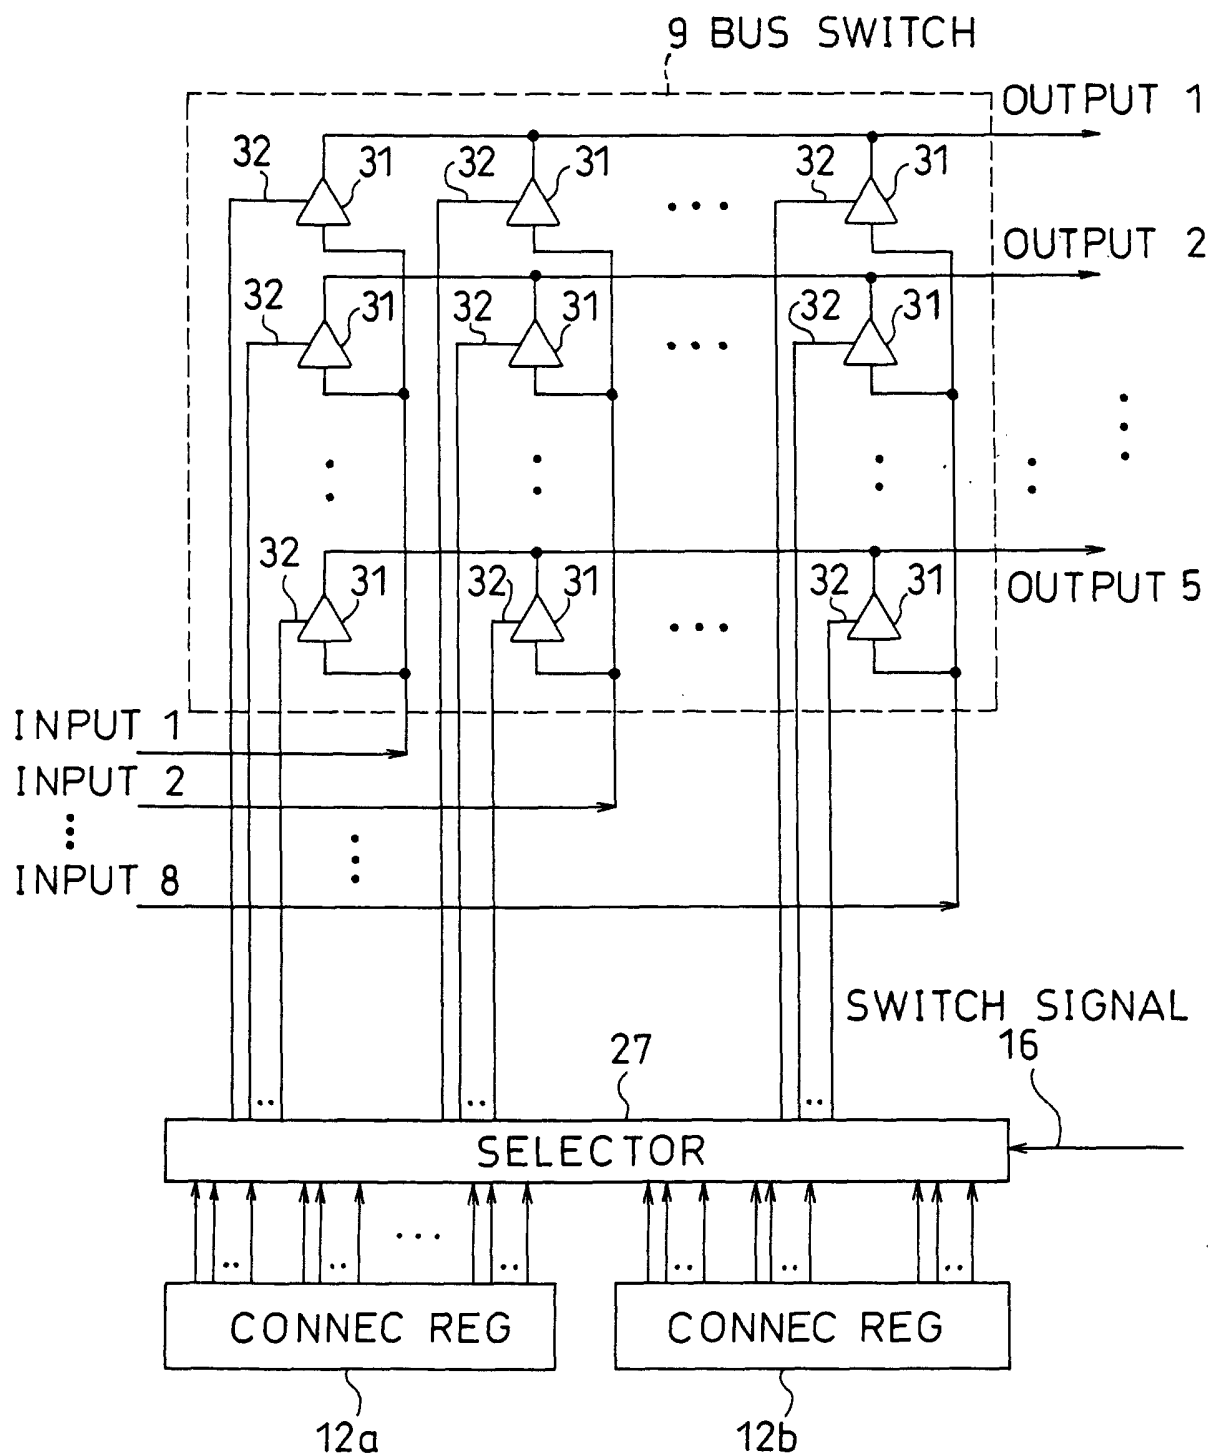 9 BUS SWITCH
OUTPUT 1
32 31 32 31 32 31
OUTPUT 2
32 31 32 31 32 31
32 31 32 31 32 31
OUTPUT 5
INPUT 1
INPUT 2
INPUT 8
SWITCH SIGNAL
27 16
SELECTOR
CONNEC REG CONNEC REG
12a 12b